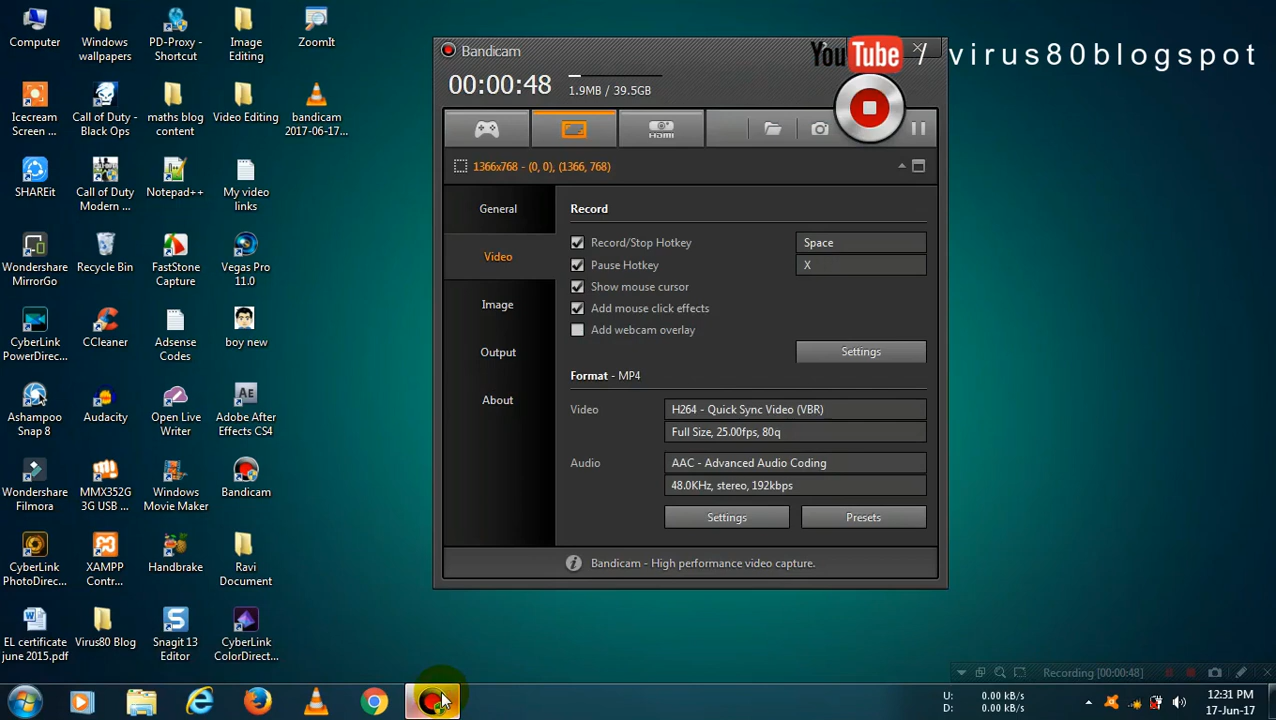 Computer
Windows wallpapers
PD-Proxy - Shortcut
Image Editing
ZoomIt
Icecream Screen ...
Call of Duty - Black Ops
maths blog content
Video Editing
bandicam 2017-06-17...
SHAREit
Call of Duty Modern ...
Notepad++
My video links
Wondershare MirrorGo
Recycle Bin
FastStone Capture
Vegas Pro 11.0
CyberLink PowerDirec...
CCleaner
Adsense Codes
boy new
Ashampoo Snap 8
Audacity
Open Live Writer
Adobe After Effects CS4
Wondershare Filmora
MMX352G 3G USB ...
Windows Movie Maker
Bandicam
CyberLink PhotoDirec...
XAMPP Contr...
Handbrake
Ravi Document
EL certificate june 2015.pdf
Virus80 Blog
Snagit 13 Editor
CyberLink ColorDirect...
Bandicam
YouTube / virus80blogspot
00:00:48
1.9MB / 39.5GB
HDMI
1366x768 - (0, 0), (1366, 768)
General
Video
Image
Output
About
Record
Record/Stop Hotkey Space
Pause Hotkey X
Show mouse cursor
Add mouse click effects
Add webcam overlay
Settings
Format - MP4
Video H264 - Quick Sync Video (VBR)
Full Size, 25.00fps, 80q
Audio AAC - Advanced Audio Coding
48.0KHz, stereo, 192kbps
Settings Presets
Bandicam - High performance video capture.
Recording [00:00:48]
U: 0.00 kB/s
D: 0.00 kB/s
12:31 PM
17-Jun-17